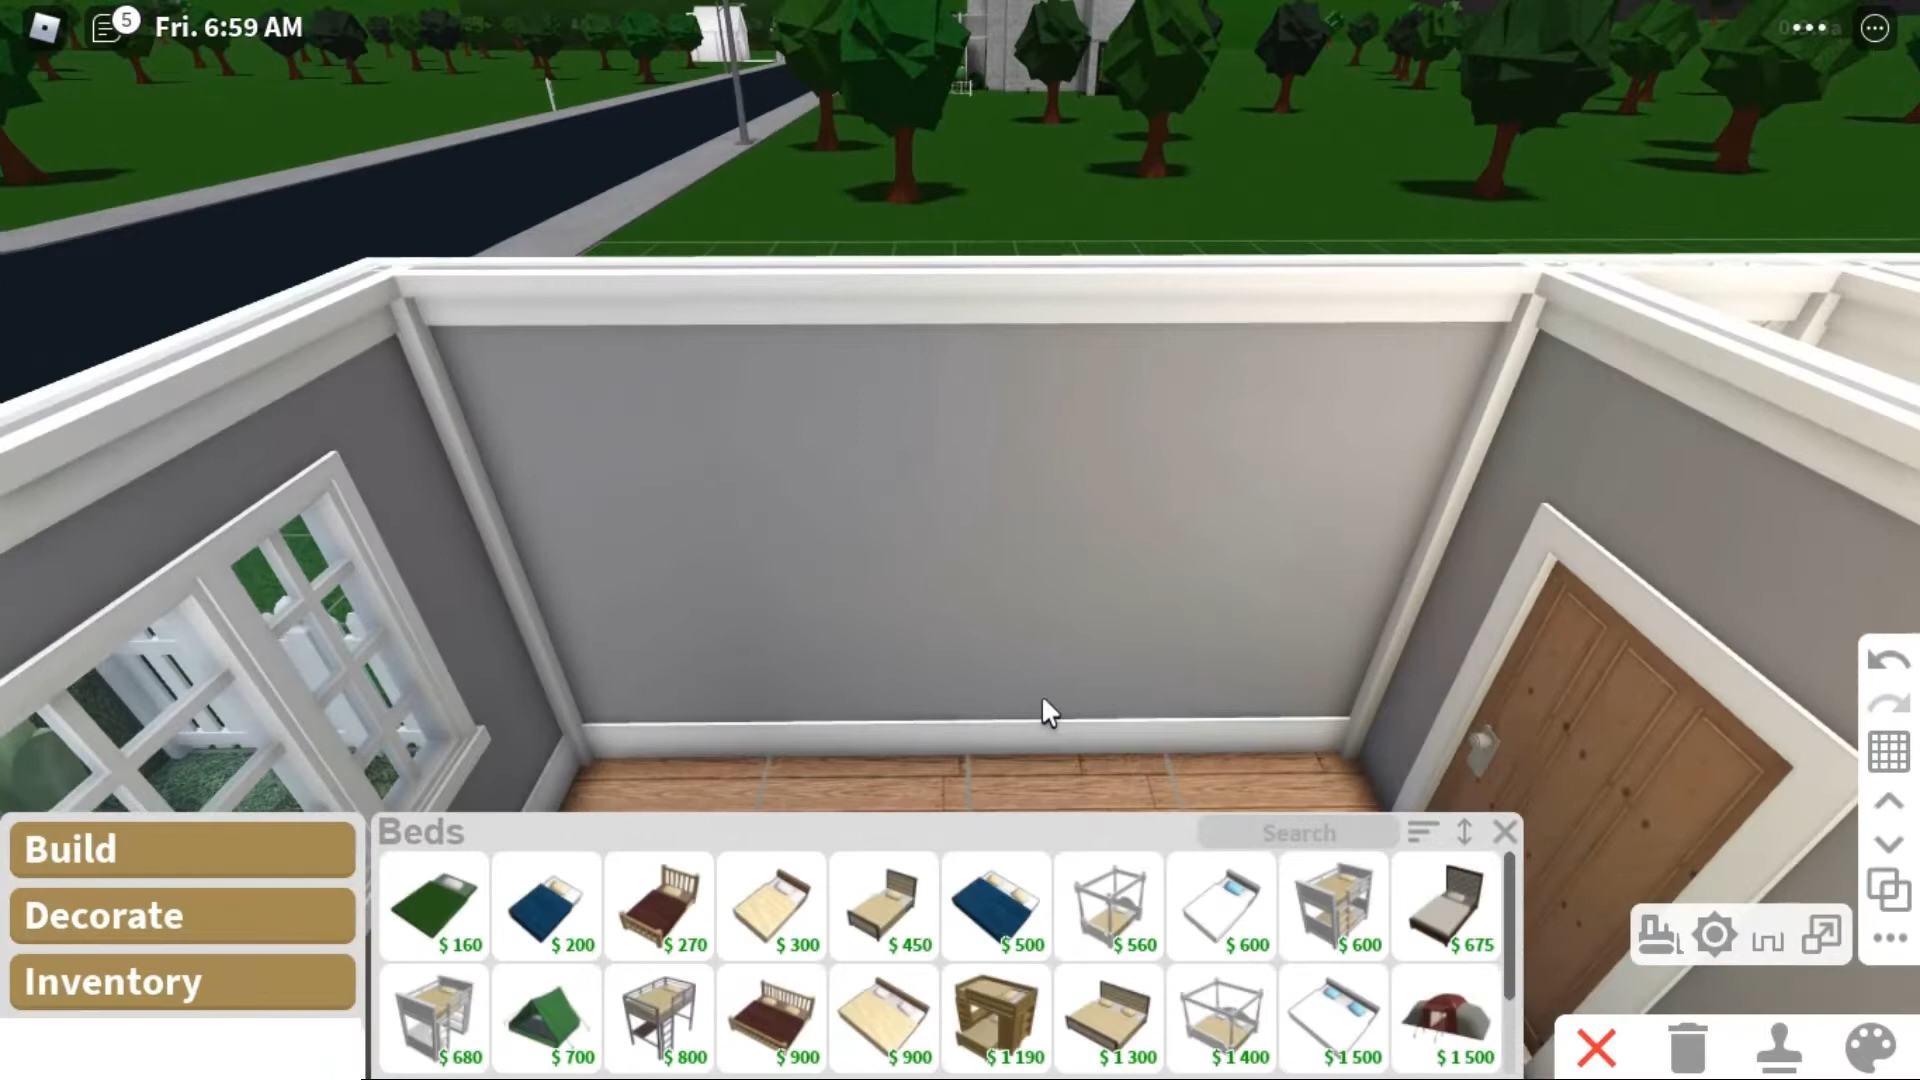 5
Fri. 6:59 AM
Build
Decorate
Inventory
Beds
Search
$ 160
$ 200
$ 270
$ 300
$ 450
$ 500
$ 560
$ 600
$ 600
$ 675
$ 680
$ 700
$ 800
$ 900
$ 900
$ 1 190
$ 1 300
$ 1 400
$ 1 500
$ 1 500